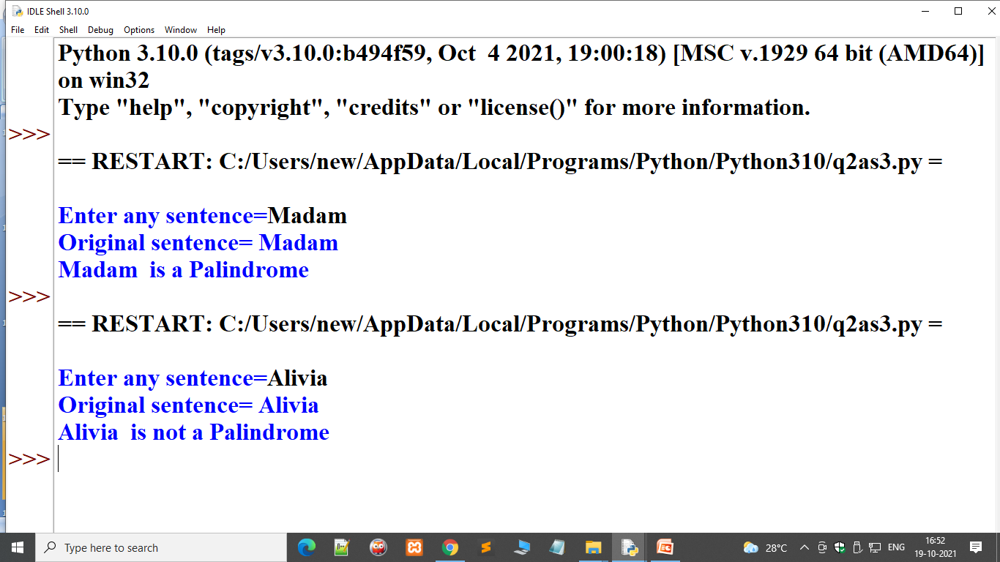 IDLE Shell 3.10.0
File Edit Shell Debug Options Window Help
Python 3.10.0 (tags/v3.10.0:b494f59, Oct  4 2021, 19:00:18) [MSC v.1929 64 bit (AMD64)]
on win32
Type "help", "copyright", "credits" or "license()" for more information.
>>>
== RESTART: C:/Users/new/AppData/Local/Programs/Python/Python310/q2as3.py =
Enter any sentence=Madam
Original sentence= Madam
Madam  is a Palindrome
>>>
== RESTART: C:/Users/new/AppData/Local/Programs/Python/Python310/q2as3.py =
Enter any sentence=Alivia
Original sentence= Alivia
Alivia  is not a Palindrome
>>>
Type here to search
28°C
ENG
16:52
19-10-2021